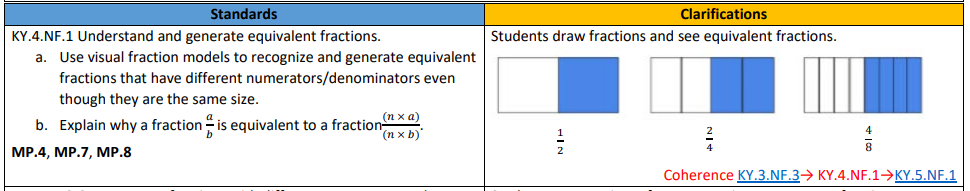 Standards
Clarifications
KY.4.NF.1 Understand and generate equivalent fractions.
a. Use visual fraction models to recognize and generate equivalent
fractions that have different numerators/denominators even
though they are the same size.
b. Explain why a fraction a/b is equivalent to a fraction (n x a)/(n x b).
MP.4, MP.7, MP.8
Students draw fractions and see equivalent fractions.
1/2 2/4 4/8
Coherence KY.3.NF.3→ KY.4.NF.1→KY.5.NF.1